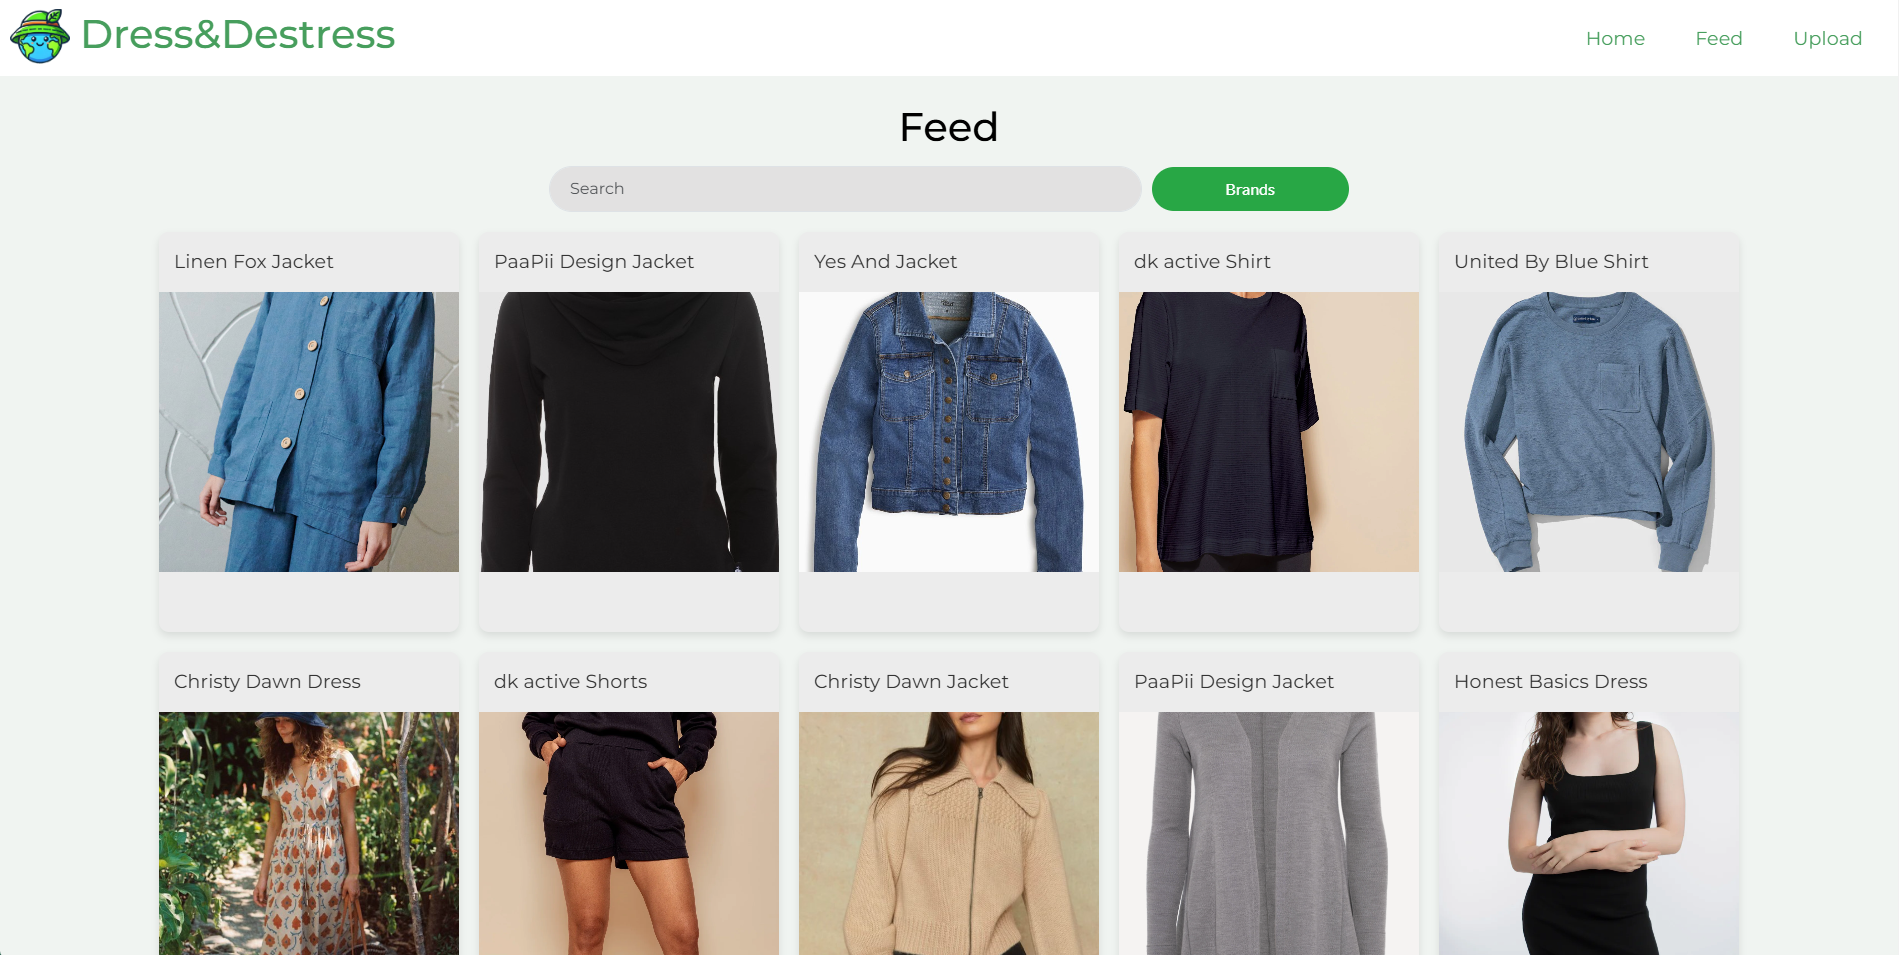 Dress&Destress
Home
Feed
Upload
Feed
Search
Brands
Linen Fox Jacket
PaaPii Design Jacket
Yes And Jacket
dk active Shirt
United By Blue Shirt
Christy Dawn Dress
dk active Shorts
Christy Dawn Jacket
PaaPii Design Jacket
Honest Basics Dress